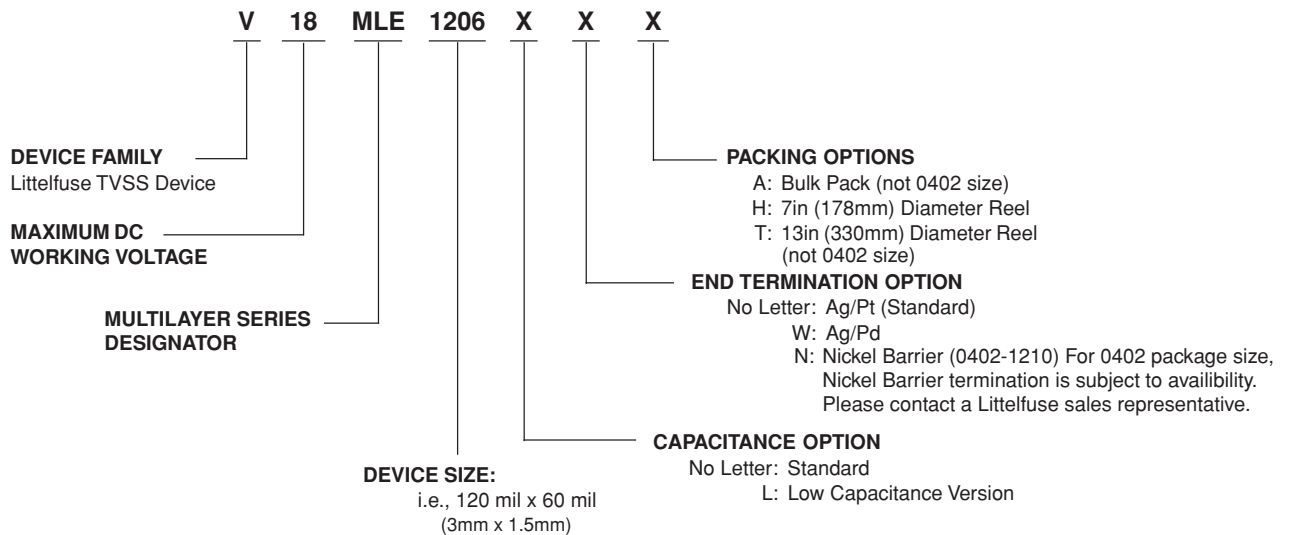 V 18 MLE 1206 X X X
DEVICE FAMILY
Littelfuse TVSS Device
MAXIMUM DC
WORKING VOLTAGE
MULTILAYER SERIES
DESIGNATOR
DEVICE SIZE:
i.e., 120 mil x 60 mil
(3mm x 1.5mm)
PACKING OPTIONS
A: Bulk Pack (not 0402 size)
H: 7in (178mm) Diameter Reel
T: 13in (330mm) Diameter Reel
(not 0402 size)
END TERMINATION OPTION
No Letter: Ag/Pt (Standard)
W: Ag/Pd
N: Nickel Barrier (0402-1210) For 0402 package size,
Nickel Barrier termination is subject to availibility.
Please contact a Littelfuse sales representative.
CAPACITANCE OPTION
No Letter: Standard
L: Low Capacitance Version